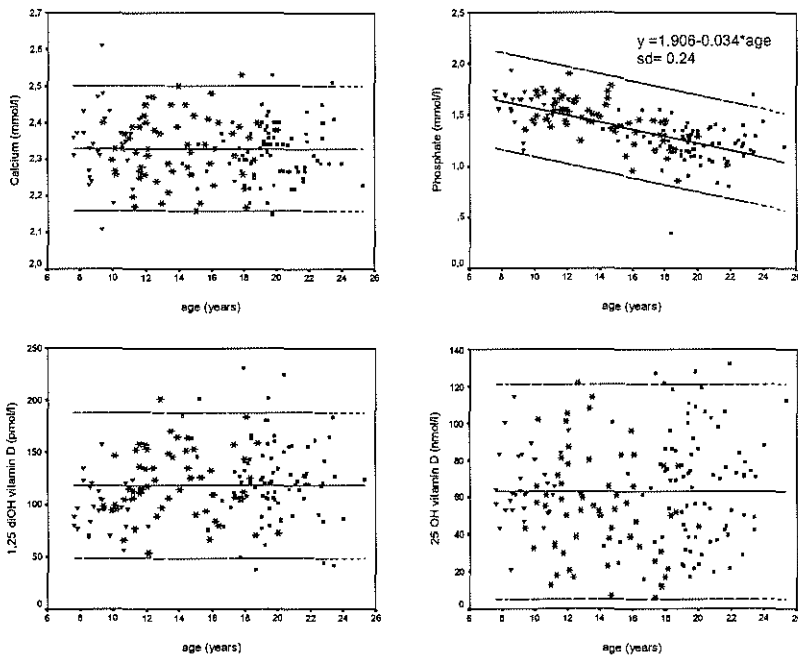 2,7
2,6
2,5
2,4
2,3
2,2
2,1
2,0
Calcium (mmol/l)
6 8 10 12 14 16 18 20 22 24 26
age (years)
2,5
2,0
1,5
1,0
,5
0,0
Phosphate (mmol/l)
y =1.906-0.034*age
sd= 0.24
6 8 10 12 14 16 18 20 22 24 26
age (years)
250
200
150
100
50
0
1,25 diOH vitamin D (pmol/l)
6 8 10 12 14 16 18 20 22 24 26
age (years)
140
120
100
80
60
40
20
0
25 OH vitamin D (nmol/l)
6 8 10 12 14 16 18 20 22 24 26
age (years)